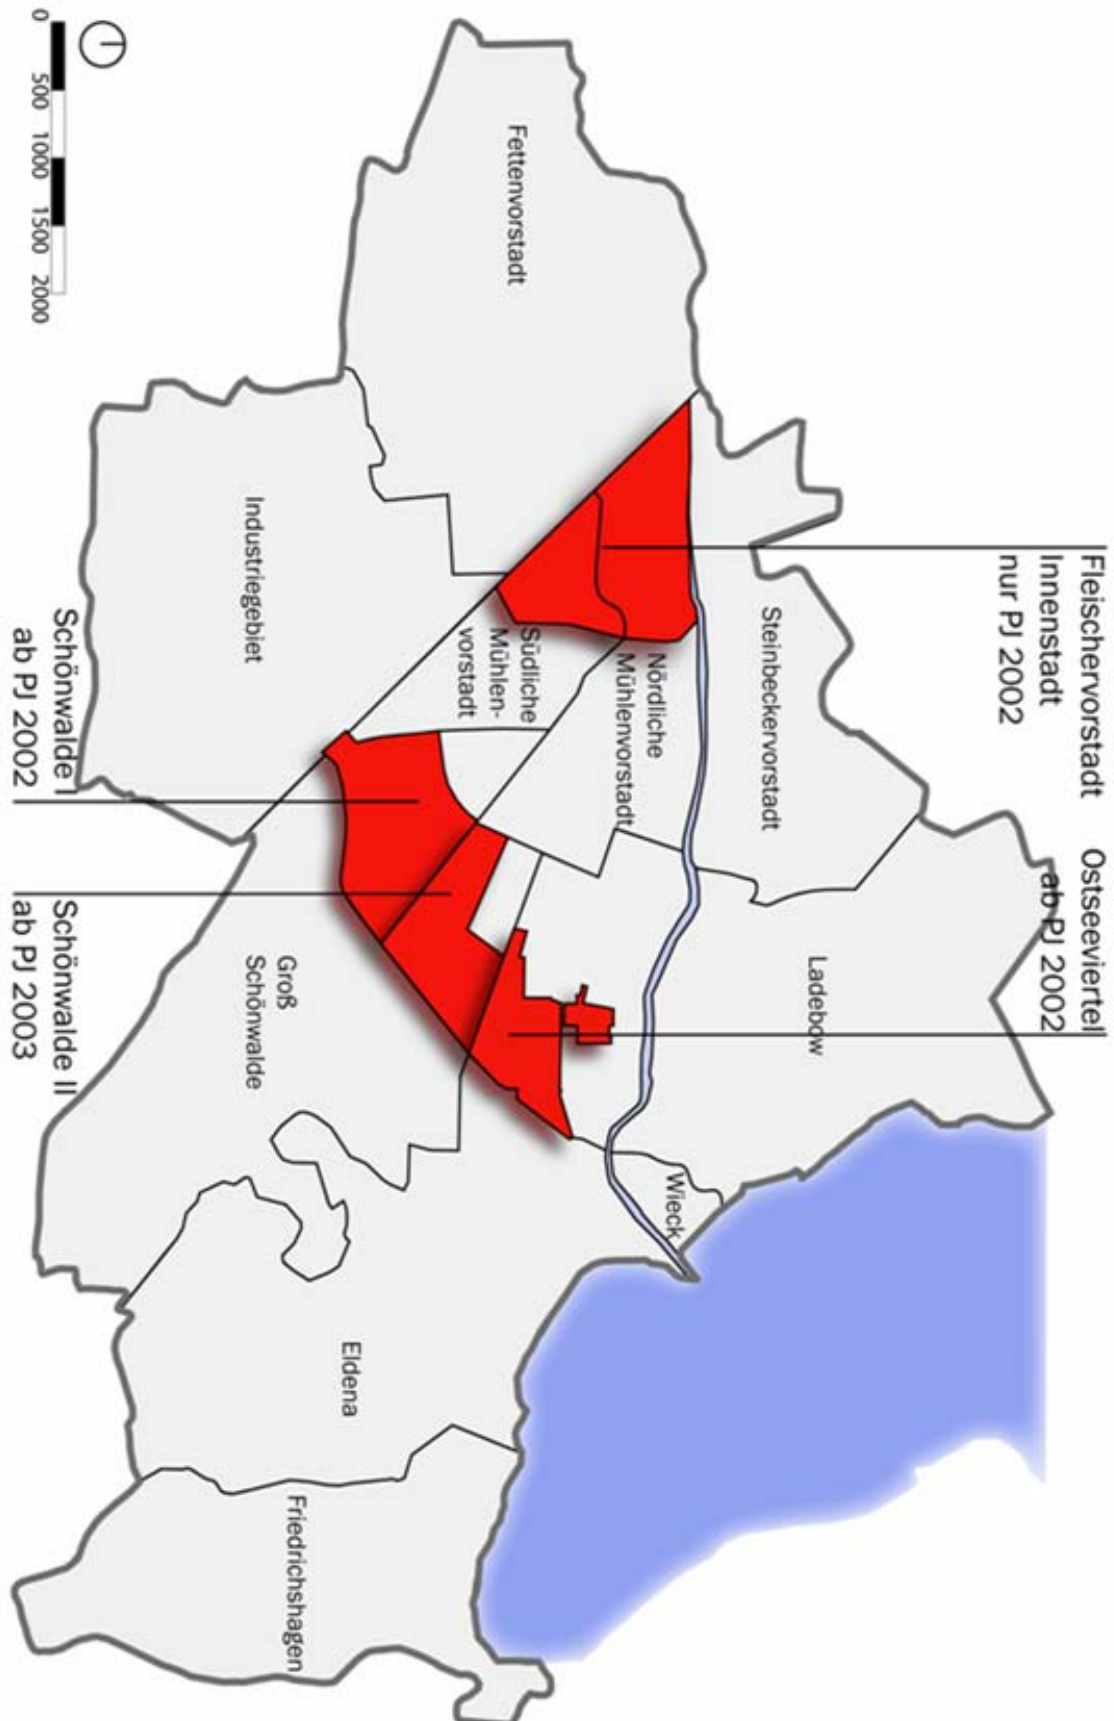 Fleischervorstadt
Innenstadt
nur PJ 2002
Ostseeviertel
ab PJ 2002
Steinbeckervorstadt
Ladebow
Wieck
Nördliche
Mühlenvorstadt
Südliche
Mühlen-
vorstadt
Fettenvorstadt
Industriegebiet
Groß
Schönwalde
Eldena
Friedrichshagen
Schönwalde I
ab PJ 2002
Schönwalde II
ab PJ 2003
0 500 1000 1500 2000